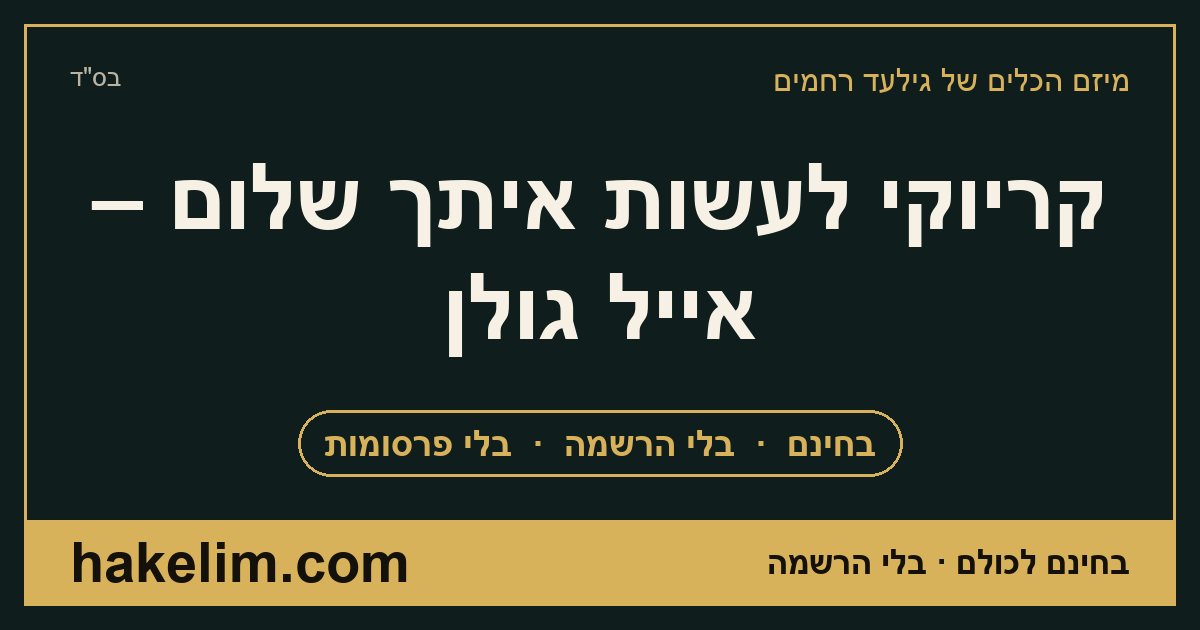 מיזם הכלים של גילעד רחמים
בס"ד
קריוקי לעשות איתך שלום –
אייל גולן
בחינם · בלי הרשמה · בלי פרסומות
בחינם לכולם · בלי הרשמה
hakelim.com